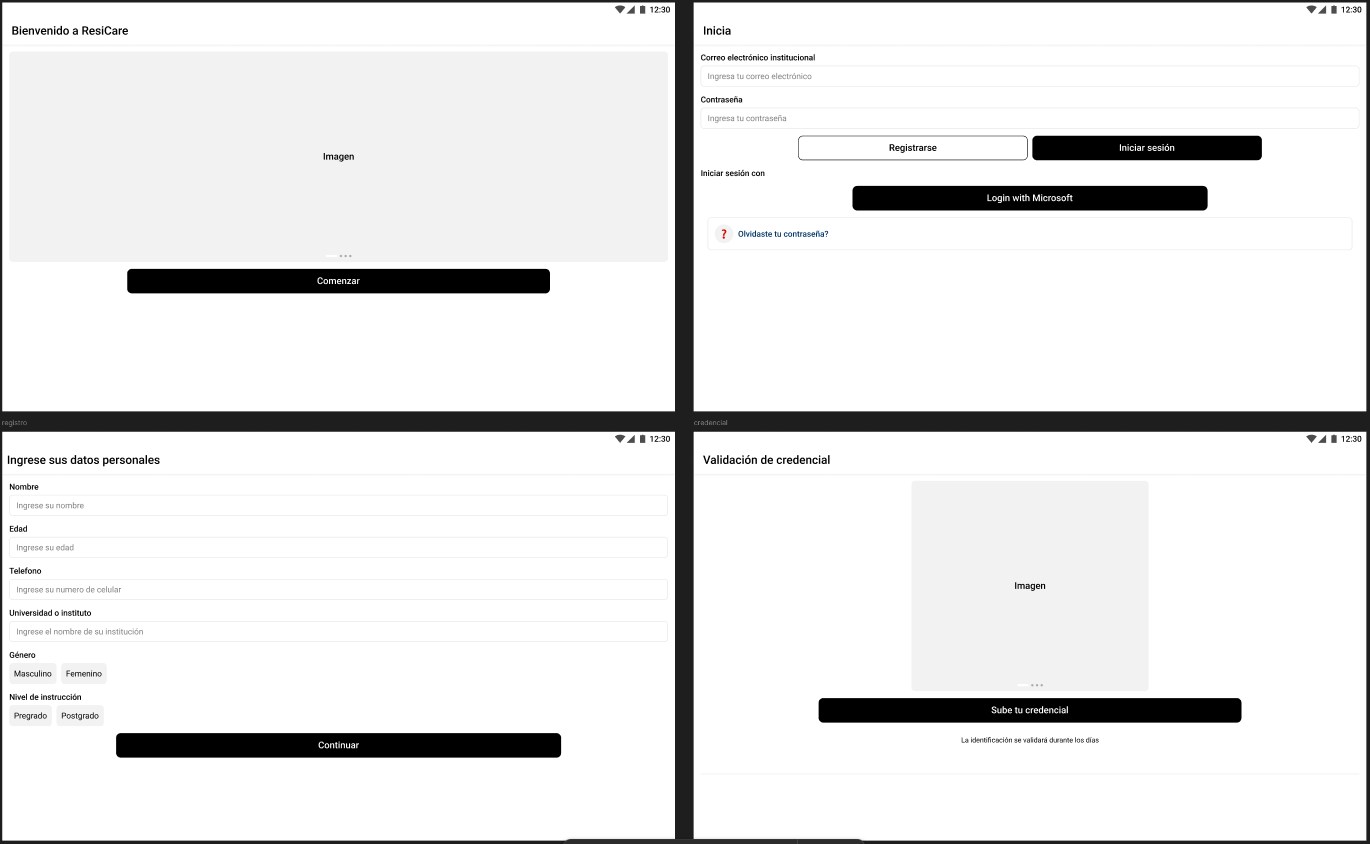 12:30
Bienvenido a ResiCare
Imagen
Comenzar
12:30
Inicia
Correo electrónico institucional
Ingresa tu correo electrónico
Contraseña
Ingresa tu contraseña
Registrarse
Iniciar sesión
Iniciar sesión con
Login with Microsoft
? Olvidaste tu contraseña?
registro
12:30
Ingrese sus datos personales
Nombre
Ingrese su nombre
Edad
Ingrese su edad
Telefono
Ingrese su numero de celular
Universidad o instituto
Ingrese el nombre de su institución
Género
Masculino Femenino
Nivel de instrucción
Pregrado Postgrado
Continuar
credencial
12:30
Validación de credencial
Imagen
Sube tu credencial
La identificación se validará durante los días